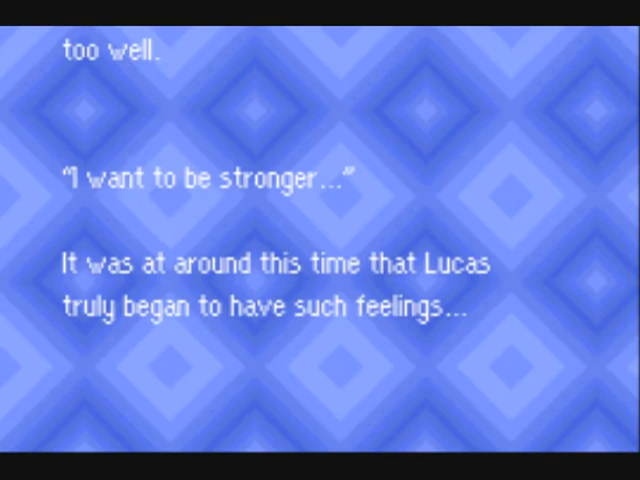 too well.
“I want to be stronger...”
It was at around this time that Lucas
truly began to have such feelings...